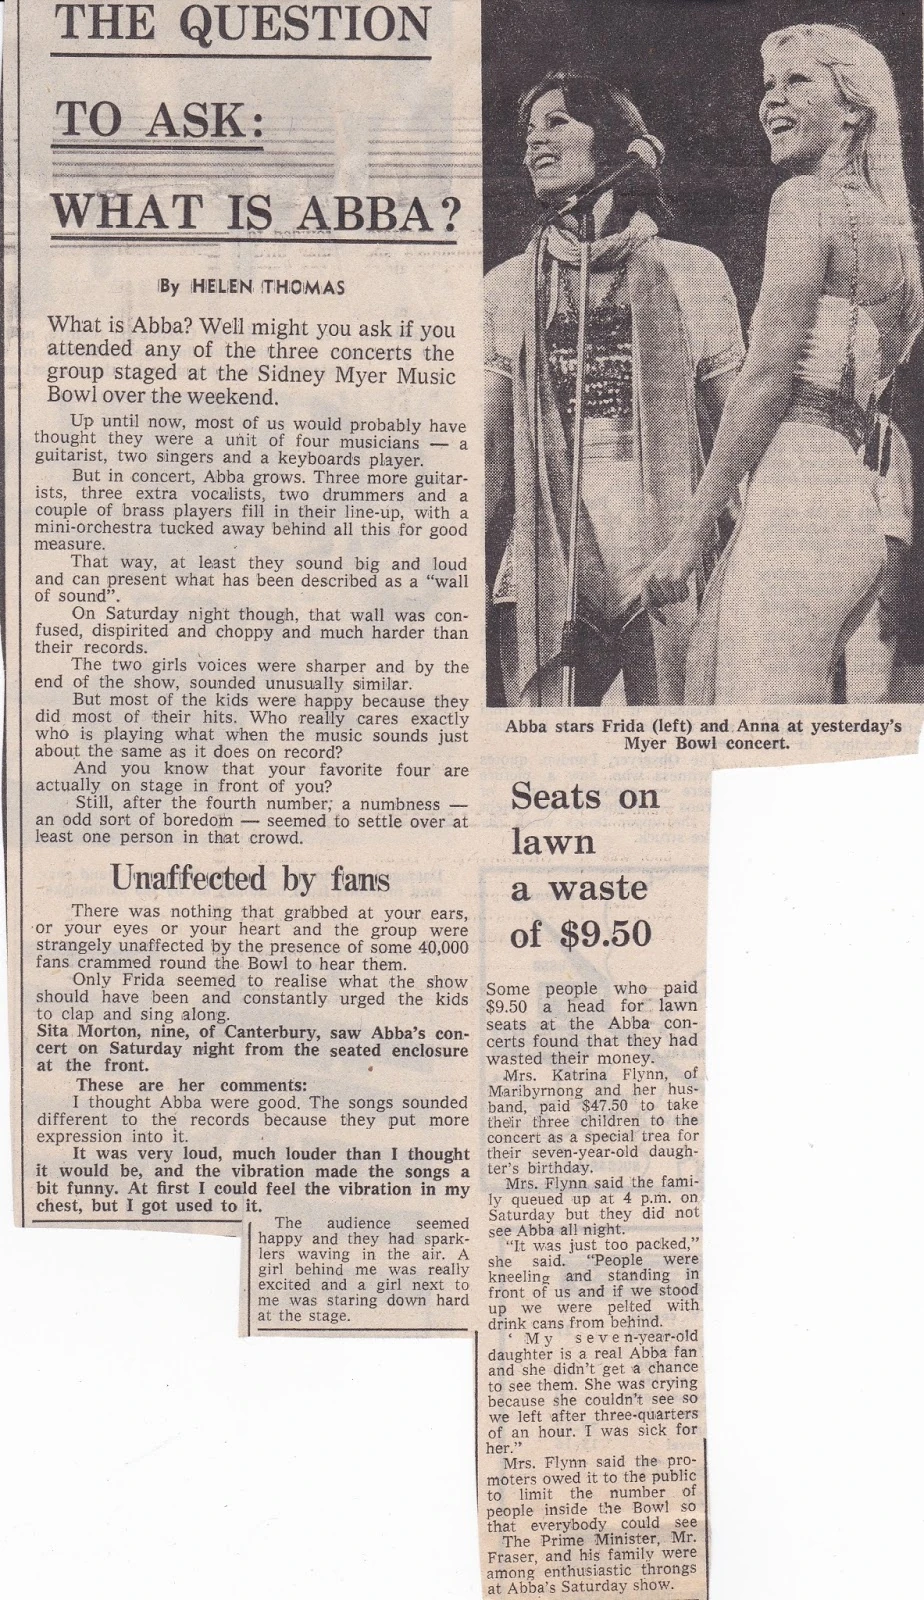 THE QUESTION
TO ASK:
WHAT IS ABBA?
By HELEN THOMAS
What is Abba? Well might you ask if you
attended any of the three concerts the
group staged at the Sidney Myer Music
Bowl over the weekend.
Up until now, most of us would probably have
thought they were a unit of four musicians — a
guitarist, two singers and a keyboards player.
But in concert, Abba grows. Three more guitar-
ists, three extra vocalists, two drummers and a
couple of brass players fill in their line-up, with a
mini-orchestra tucked away behind all this for good
measure.
That way, at least they sound big and loud
and can present what has been described as a “wall
of sound”.
On Saturday night though, that wall was con-
fused, dispirited and choppy and much harder than
their records.
The two girls voices were sharper and by the
end of the show, sounded unusually similar.
But most of the kids were happy because they
did most of their hits. Who really cares exactly
who is playing what when the music sounds just
about the same as it does on record?
And you know that your favorite four are
actually on stage in front of you?
Still, after the fourth number, a numbness —
an odd sort of boredom — seemed to settle over at
least one person in that crowd.
Unaffected by fans
There was nothing that grabbed at your ears,
or your eyes or your heart and the group were
strangely unaffected by the presence of some 40,000
fans crammed round the Bowl to hear them.
Only Frida seemed to realise what the show
should have been and constantly urged the kids
to clap and sing along.
Sita Morton, nine, of Canterbury, saw Abba's con-
cert on Saturday night from the seated enclosure
at the front.
These are her comments:
I thought Abba were good. The songs sounded
different to the records because they put more
expression into it.
It was very loud, much louder than I thought
it would be, and the vibration made the songs a
bit funny. At first I could feel the vibration in my
chest, but I got used to it.
The audience seemed
happy and they had spark-
lers waving in the air. A
girl behind me was really
excited and a girl next to
me was staring down hard
at the stage.
Abba stars Frida (left) and Anna at yesterday's
Myer Bowl concert.
Seats on
lawn
a waste
of $9.50
Some people who paid
$9.50 a head for lawn
seats at the Abba con-
certs found that they had
wasted their money.
Mrs. Katrina Flynn, of
Maribyrnong and her hus-
band, paid $47.50 to take
their three children to the
concert as a special trea for
their seven-year-old daugh-
ter's birthday.
Mrs. Flynn said the fami-
ly queued up at 4 p.m. on
Saturday but they did not
see Abba all night.
“It was just too packed,”
she said. “People were
kneeling and standing in
front of us and if we stood
up we were pelted with
drink cans from behind.
‘ My seven-year-old
daughter is a real Abba fan
and she didn't get a chance
to see them. She was crying
because she couldn't see so
we left after three-quarters
of an hour. I was sick for
her.”
Mrs. Flynn said the pro-
moters owed it to the public
to limit the number of
people inside the Bowl so
that everybody could see
The Prime Minister, Mr.
Fraser, and his family were
among enthusiastic throngs
at Abba's Saturday show.